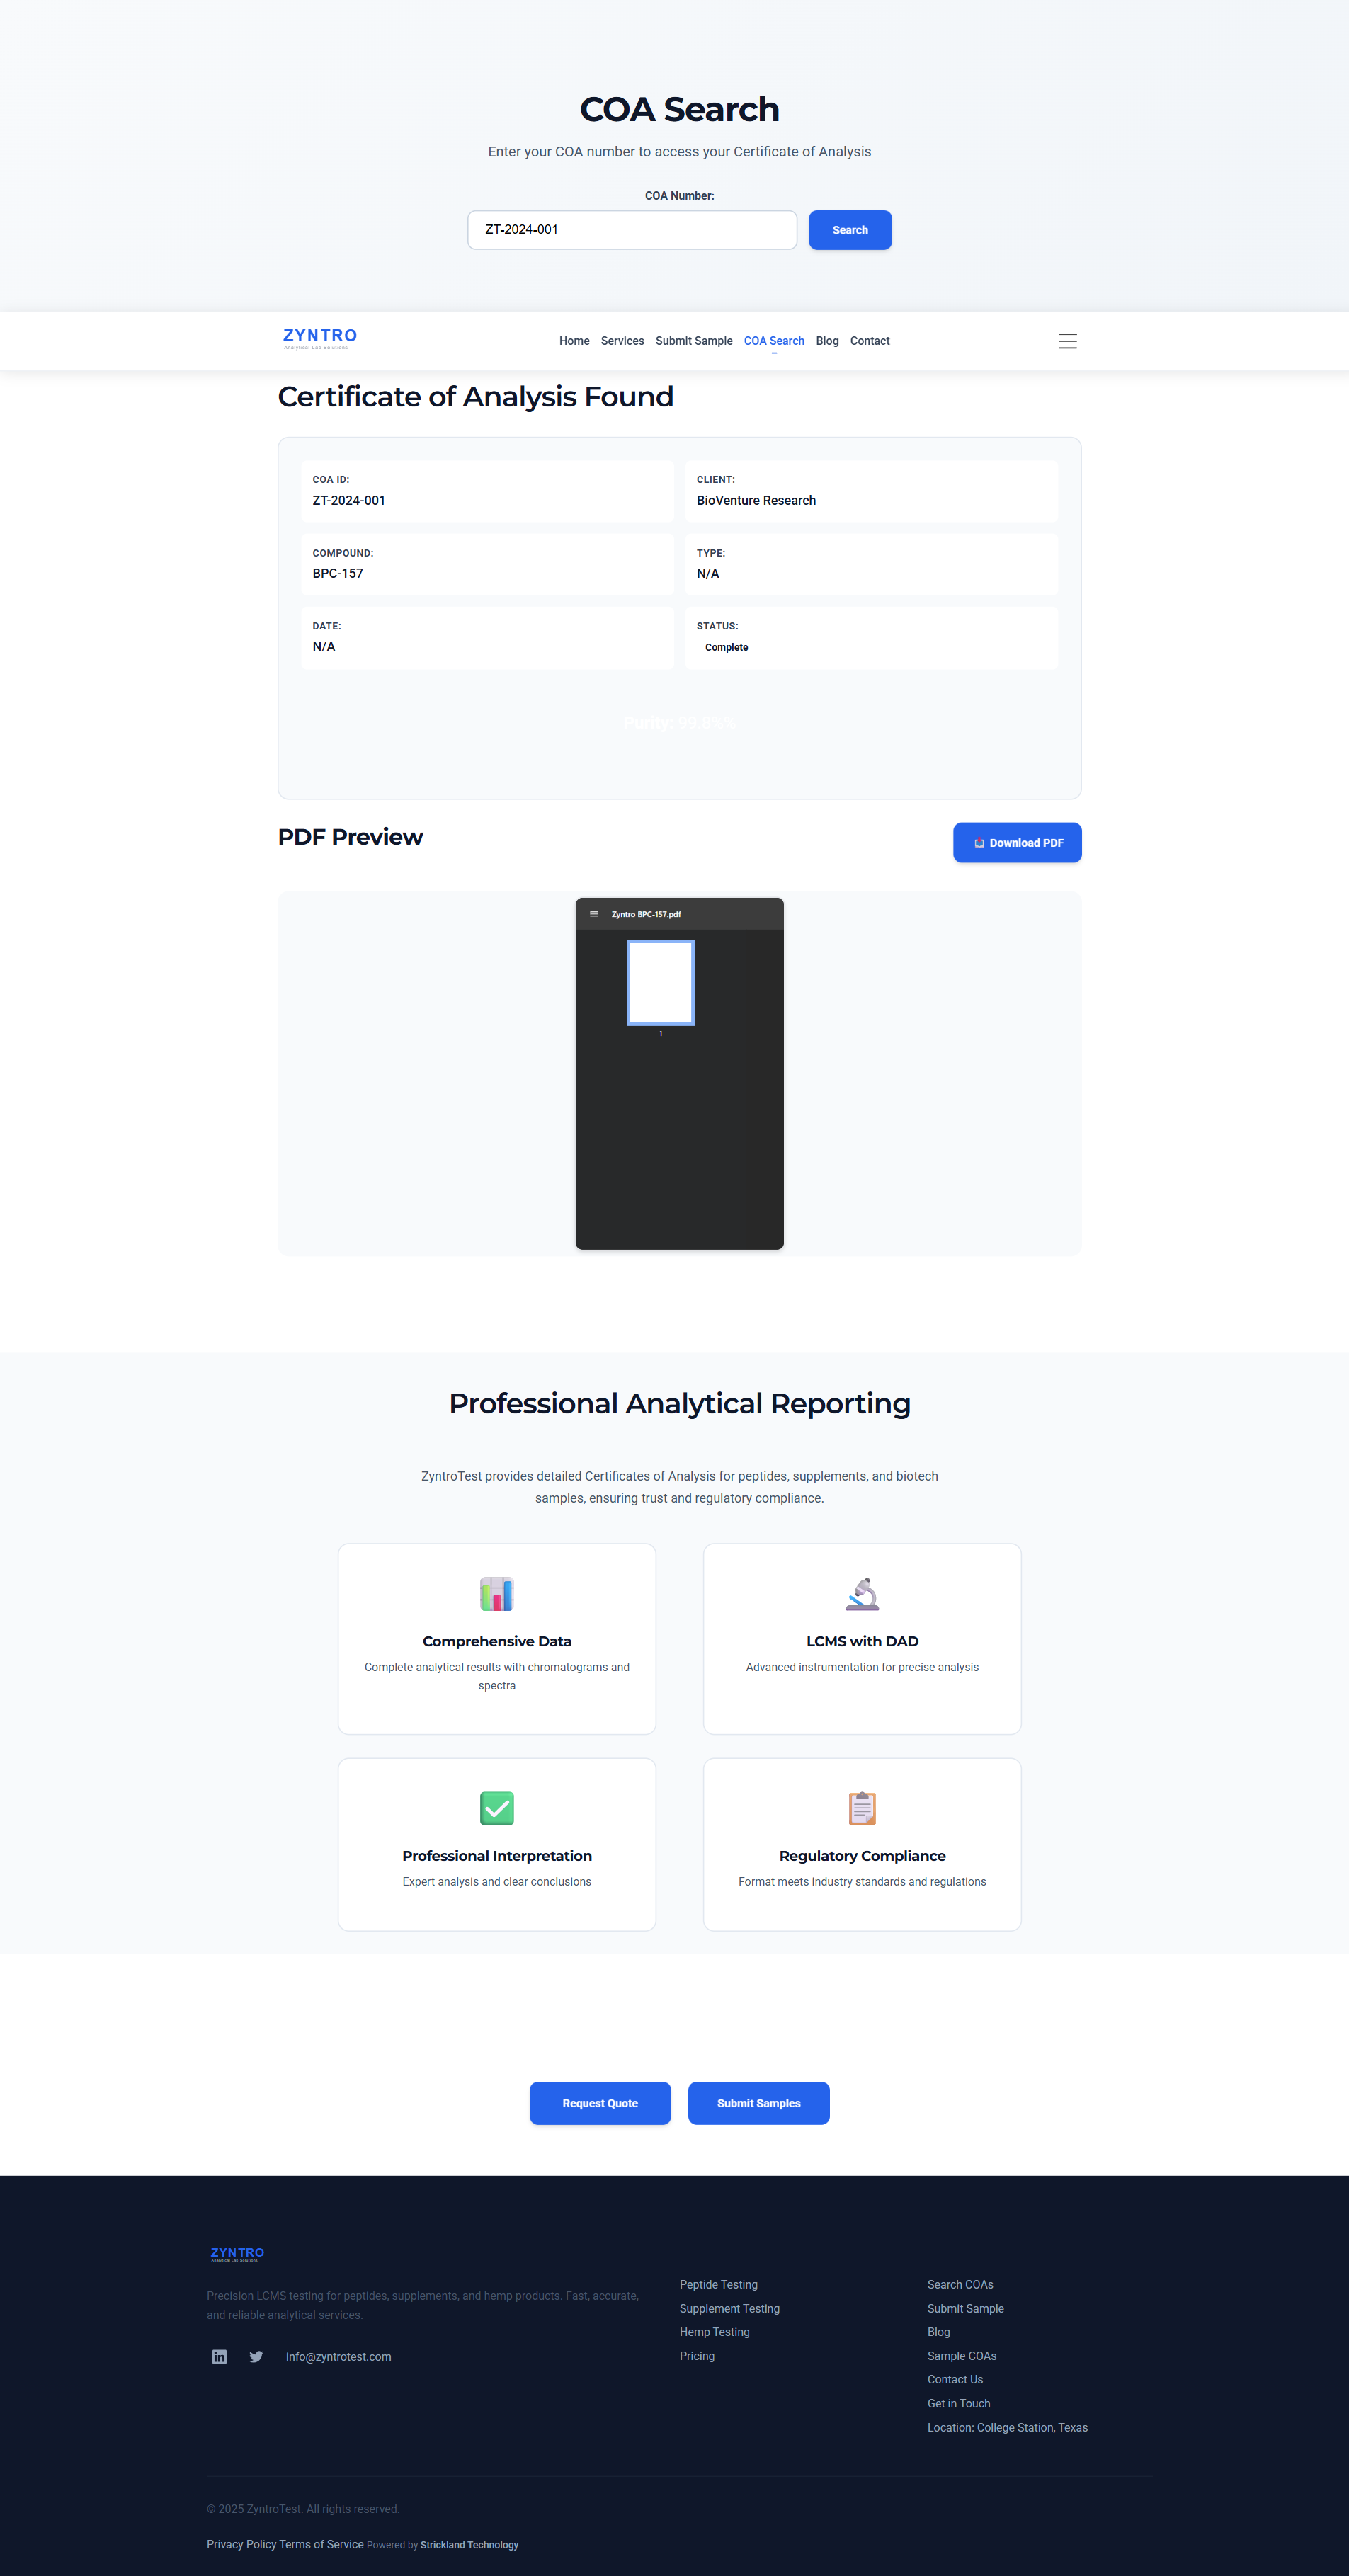 COA Search
Enter your COA number to access your Certificate of Analysis
COA Number:
ZT-2024-001
Search
ZYNTRO
Analytical Lab Solutions
Home Services Submit Sample COA Search Blog Contact
Certificate of Analysis Found
COA ID:
ZT-2024-001
CLIENT:
BioVenture Research
COMPOUND:
BPC-157
TYPE:
N/A
DATE:
N/A
STATUS:
Complete
Purity:
PDF Preview
Download PDF
Zyntro BPC-157.pdf
1
Professional Analytical Reporting
ZyntroTest provides detailed Certificates of Analysis for peptides, supplements, and biotech
samples, ensuring trust and regulatory compliance.
Comprehensive Data
Complete analytical results with chromatograms and
spectra
LCMS with DAD
Advanced instrumentation for precise analysis
Professional Interpretation
Expert analysis and clear conclusions
Regulatory Compliance
Format meets industry standards and regulations
Request Quote
Submit Samples
ZYNTRO
Analytical Lab Solutions
Precision LCMS testing for peptides, supplements, and hemp products. Fast, accurate,
and reliable analytical services.
info@zyntrotest.com
Peptide Testing
Supplement Testing
Hemp Testing
Pricing
Search COAs
Submit Sample
Blog
Sample COAs
Contact Us
Get in Touch
Location: College Station, Texas
© 2025 ZyntroTest. All rights reserved.
Privacy Policy Terms of Service Powered by Strickland Technology